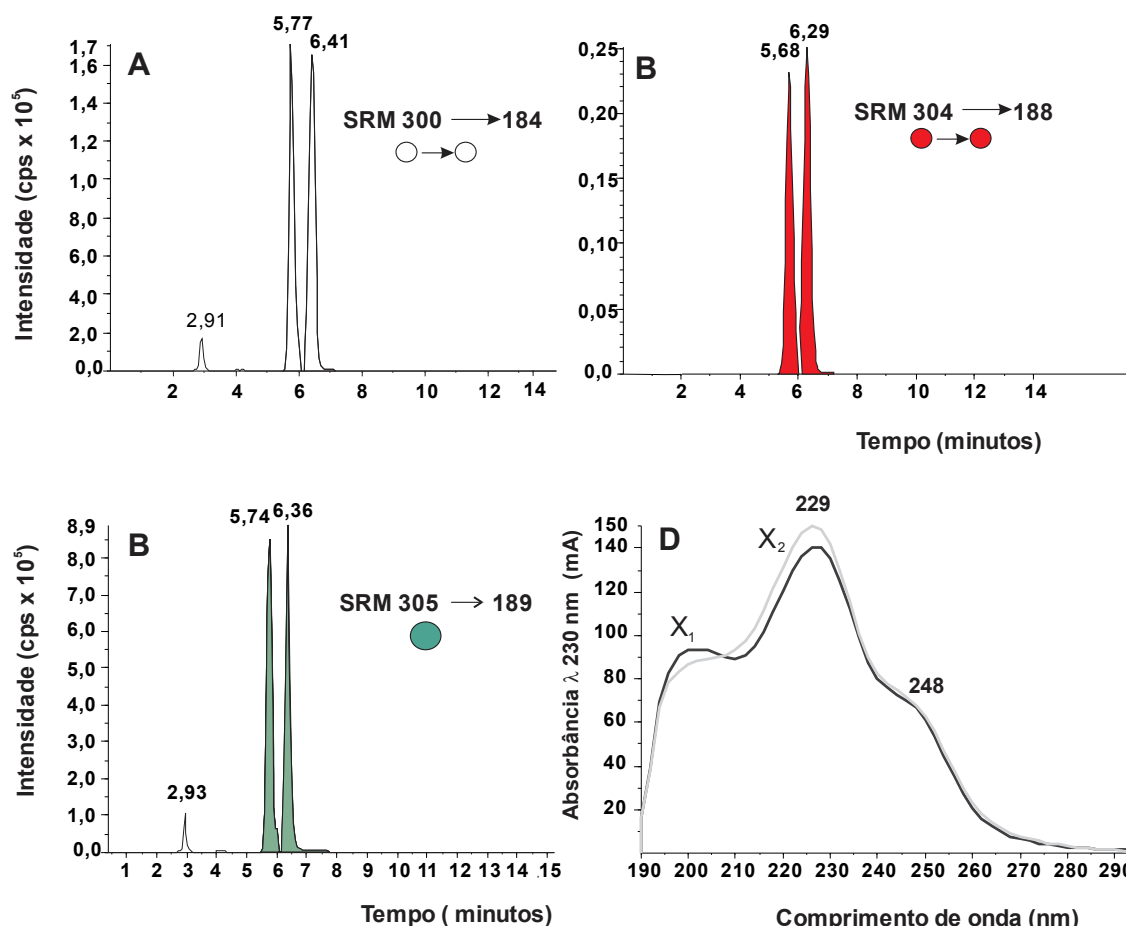 A
5,77
6,41
1,7
1,6
1,4
1,2
1,0
8,0
6,0
4,0
2,0
0,0
2,91
SRM 300 → 184
2 4 6 8 10 12 14
Intensidade (cps x 10⁵)
B
5,68
6,29
0,25
0,20
0,15
0,10
0,05
0,0
SRM 304 → 188
2 4 6 8 10 12 14
Tempo (minutos)
B
5,74
6,36
8,9
8,0
7,0
6,0
5,0
4,0
3,0
2,0
1,0
0,0
2,93
SRM 305 → 189
1 2 3 4 5 6 7 8 9 10 11 12 13 14 .15
Intensidade (cps x 10⁵)
Tempo ( minutos)
D
229
X₂
X₁
248
150
140
120
100
80
60
40
20
190 200 210 220 230 240 250 260 270 280 290
Absorbância λ 230 nm (mA)
Comprimento de onda (nm)